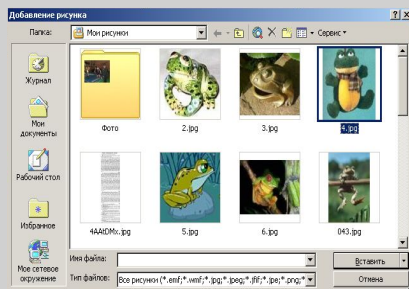 Добавление рисунка
Папка: Мои рисунки Сервис
Журнал
Мои документы
Рабочий стол
Избранное
Мое сетевое окружение
Фото 2.jpg 3.jpg 4.jpg
4AAtDMx.jpg 5.jpg 6.jpg 043.jpg
Имя файла: Вставить
Тип файлов: Все рисунки (*.emf;*.wmf;*.jpg;*.jpeg;*.jfif;*.jpe;*.png;* Отмена